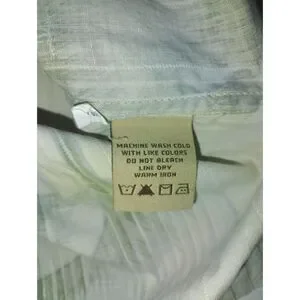 MACHINE WASH COLD
WITH LIKE COLORS
DO NOT BLEACH
LINE DRY
WARM IRON